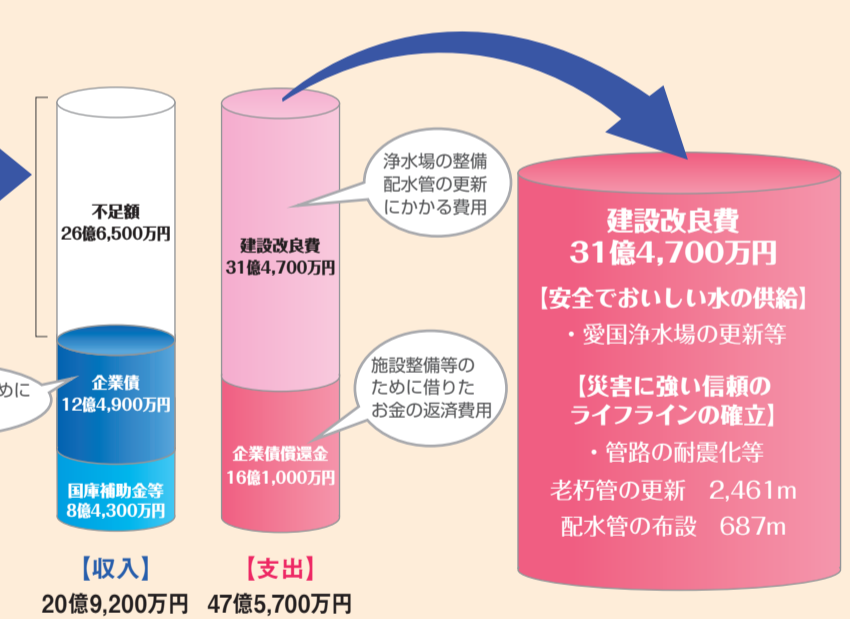 不足額
26億6,500万円
企業債
12億4,900万円
国庫補助金等
8億4,300万円
めに
【収入】
20億9,200万円
建設改良費
31億4,700万円
企業債償還金
16億1,000万円
【支出】
47億5,700万円
浄水場の整備
配水管の更新
にかかる費用
施設整備等の
ために借りた
お金の返済費用
建設改良費
31億4,700万円
【安全でおいしい水の供給】
・愛国浄水場の更新等
【災害に強い信頼の
ライフラインの確立】
・管路の耐震化等
老朽管の更新　2,461m
配水管の布設　687m